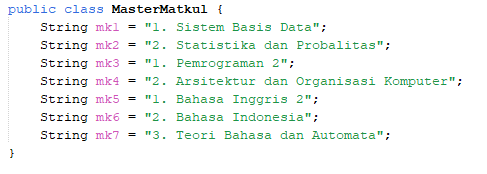 public class MasterMatkul {
String mk1 = "1. Sistem Basis Data";
String mk2 = "2. Statistika dan Probalitas";
String mk3 = "1. Pemrograman 2";
String mk4 = "2. Arsitektur dan Organisasi Komputer";
String mk5 = "1. Bahasa Inggris 2";
String mk6 = "2. Bahasa Indonesia";
String mk7 = "3. Teori Bahasa dan Automata";
}